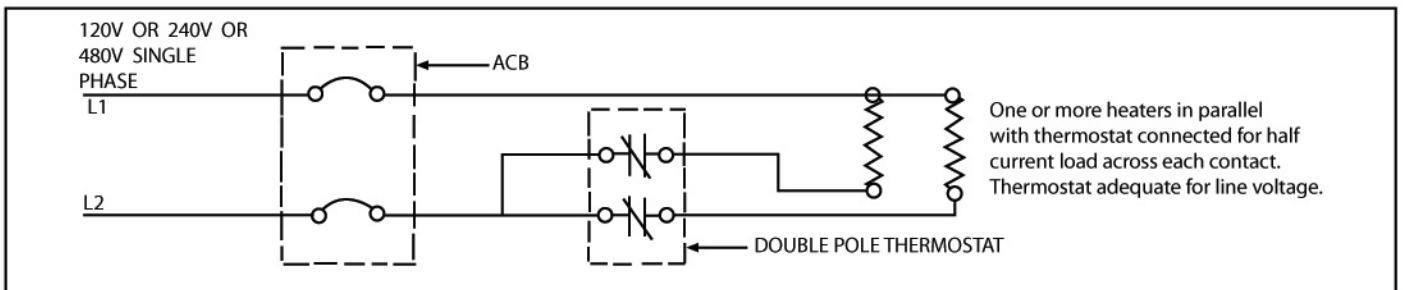 120V OR 240V OR
480V SINGLE
PHASE
L1
ACB
One or more heaters in parallel
with thermostat connected for half
current load across each contact.
Thermostat adequate for line voltage.
L2
DOUBLE POLE THERMOSTAT